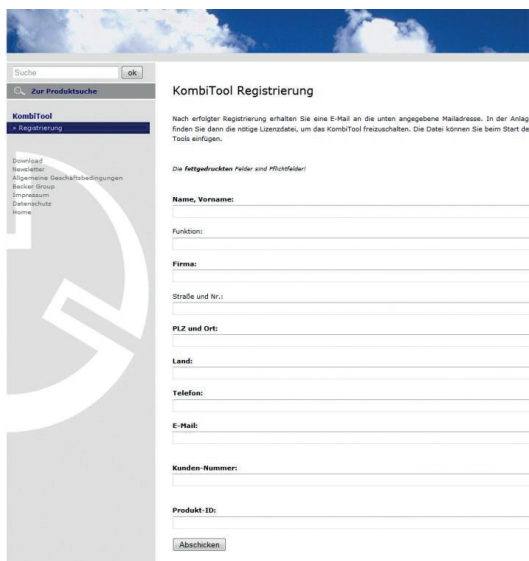 Suche
ok
Zur Produktsuche
KombiTool
» Registrierung
Download
Newsletter
Allgemeine Geschäftsbedingungen
Becker Group
Impressum
Datenschutz
Home
KombiTool Registrierung
Nach erfolgter Registrierung erhalten Sie eine E-Mail an die unten angegebene Mailadresse. In der Anlag
finden Sie dann die nötige Lizenzdatei, um das KombiTool freizuschalten. Die Datei können Sie beim Start de
Tools einfügen.
Die fettgedruckten Felder sind Pflichtfelder!
Name, Vorname:
Funktion:
Firma:
Straße und Nr.:
PLZ und Ort:
Land:
Telefon:
E-Mail:
Kunden-Nummer:
Produkt-ID:
Abschicken